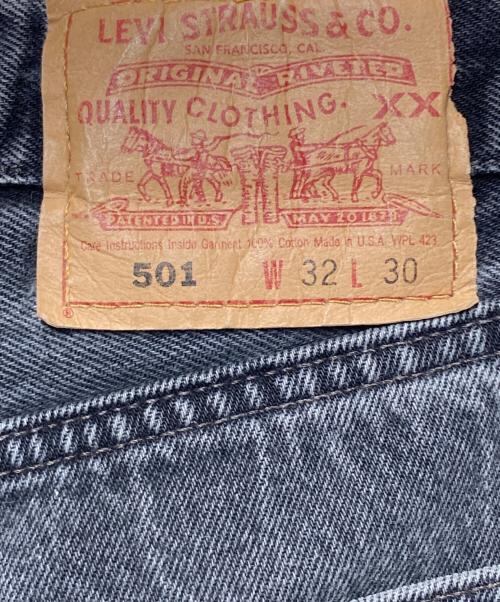 LEVI STRAUSS & CO.
SAN FRANCISCO, CAL.
ORIGINAL RIVETED
QUALITY CLOTHING. XX
TRADE MARK
PATENTED IN U.S. MAY 20 1873
Care Instructions Inside Garment 100% Cotton Made in U.S.A. WPL 423
501 W 32 L 30
®